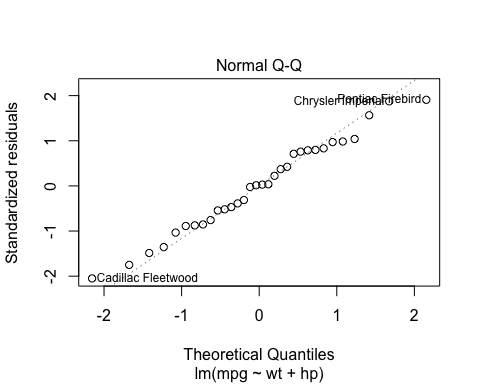 Normal Q-Q
Standardized residuals
2
1
0
-1
-2
Chrysler Imperial
Pontiac Firebird
Cadillac Fleetwood
-2 -1 0 1 2
Theoretical Quantiles
lm(mpg ~ wt + hp)